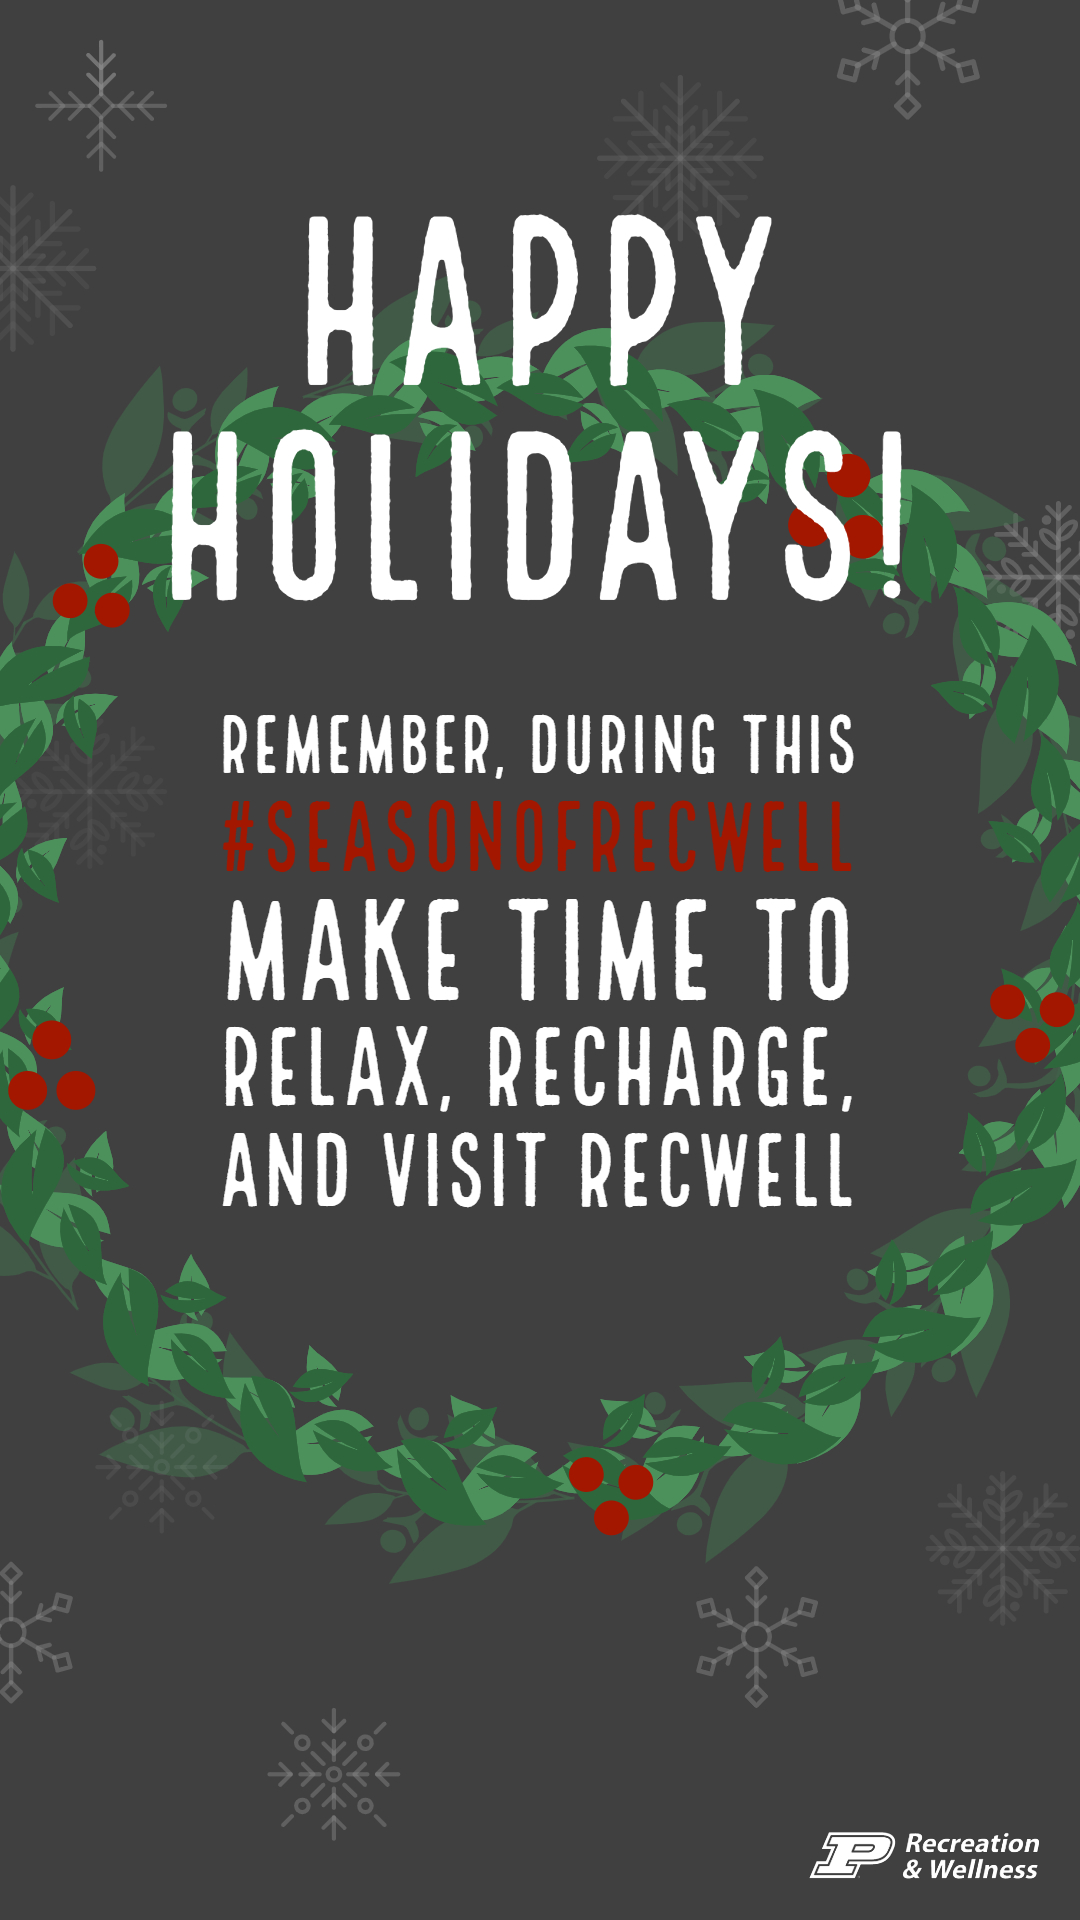 HAPPY
HOLIDAYS!
REMEMBER, DURING THIS
#SEASONOFRECWELL
MAKE TIME TO
RELAX, RECHARGE,
AND VISIT RECWELL
P Recreation
& Wellness